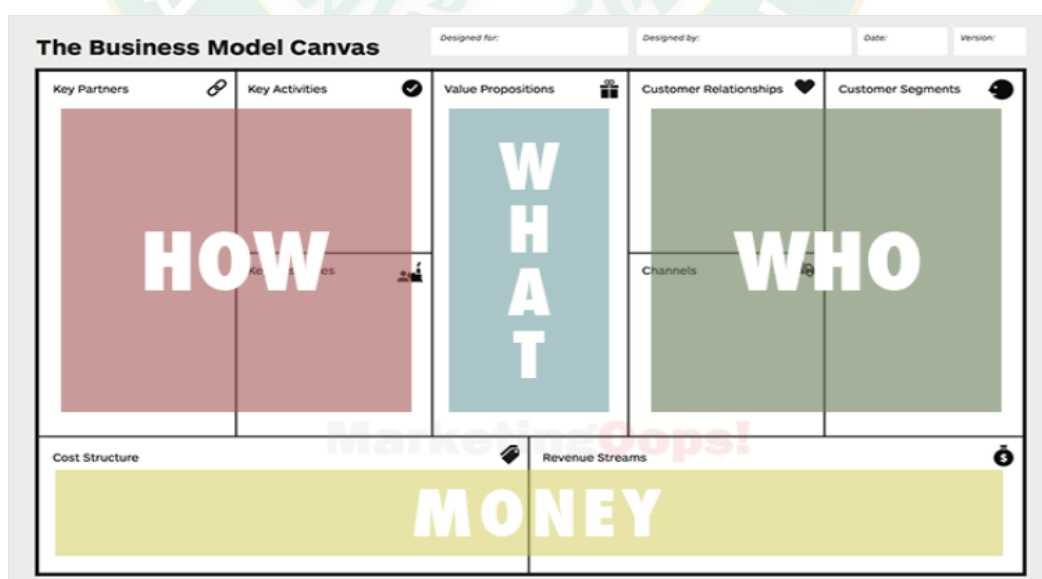 The Business Model Canvas
Designed for:
Designed by:
Date:
Version:
Key Partners
Key Activities
Value Propositions
Customer Relationships
Customer Segments
HOW
WHAT
WHO
Channels
MarketingOops!
Cost Structure
Revenue Streams
MONEY